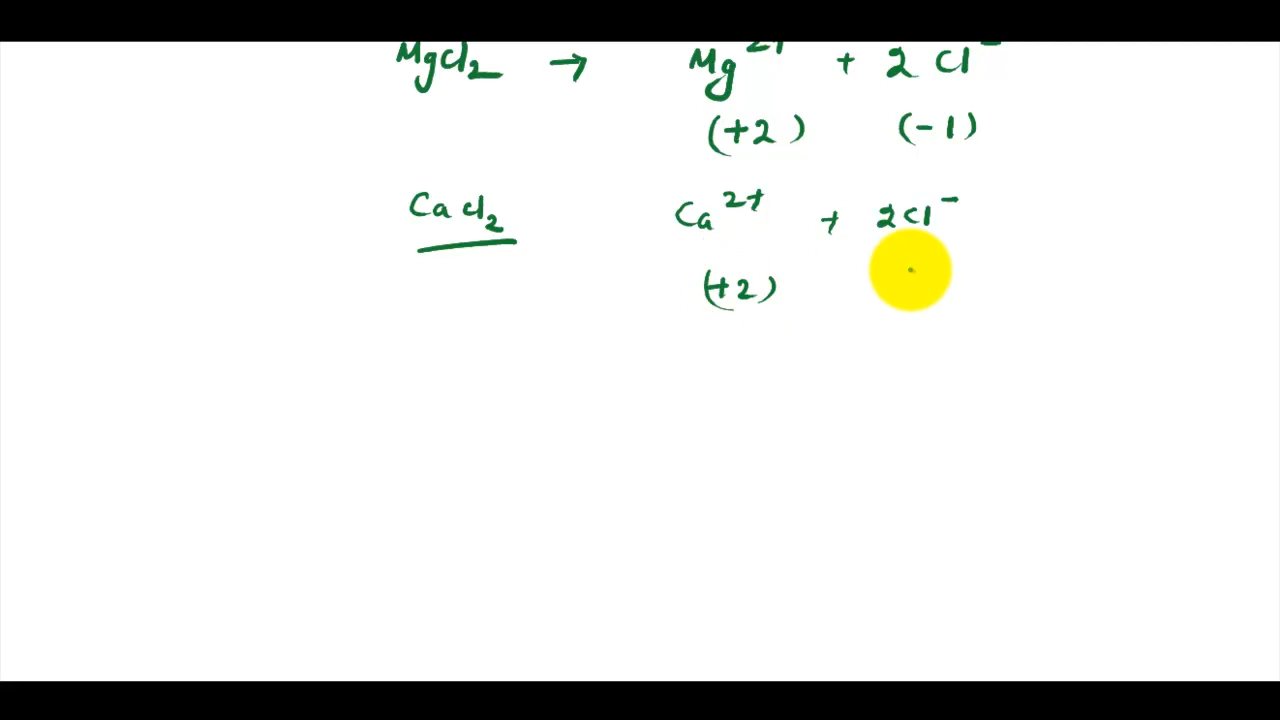 MgCl₂ → Mg²⁺ + 2 Cl⁻
(+2) (-1)
CaCl₂ Ca²⁺ + 2Cl⁻
(+2)